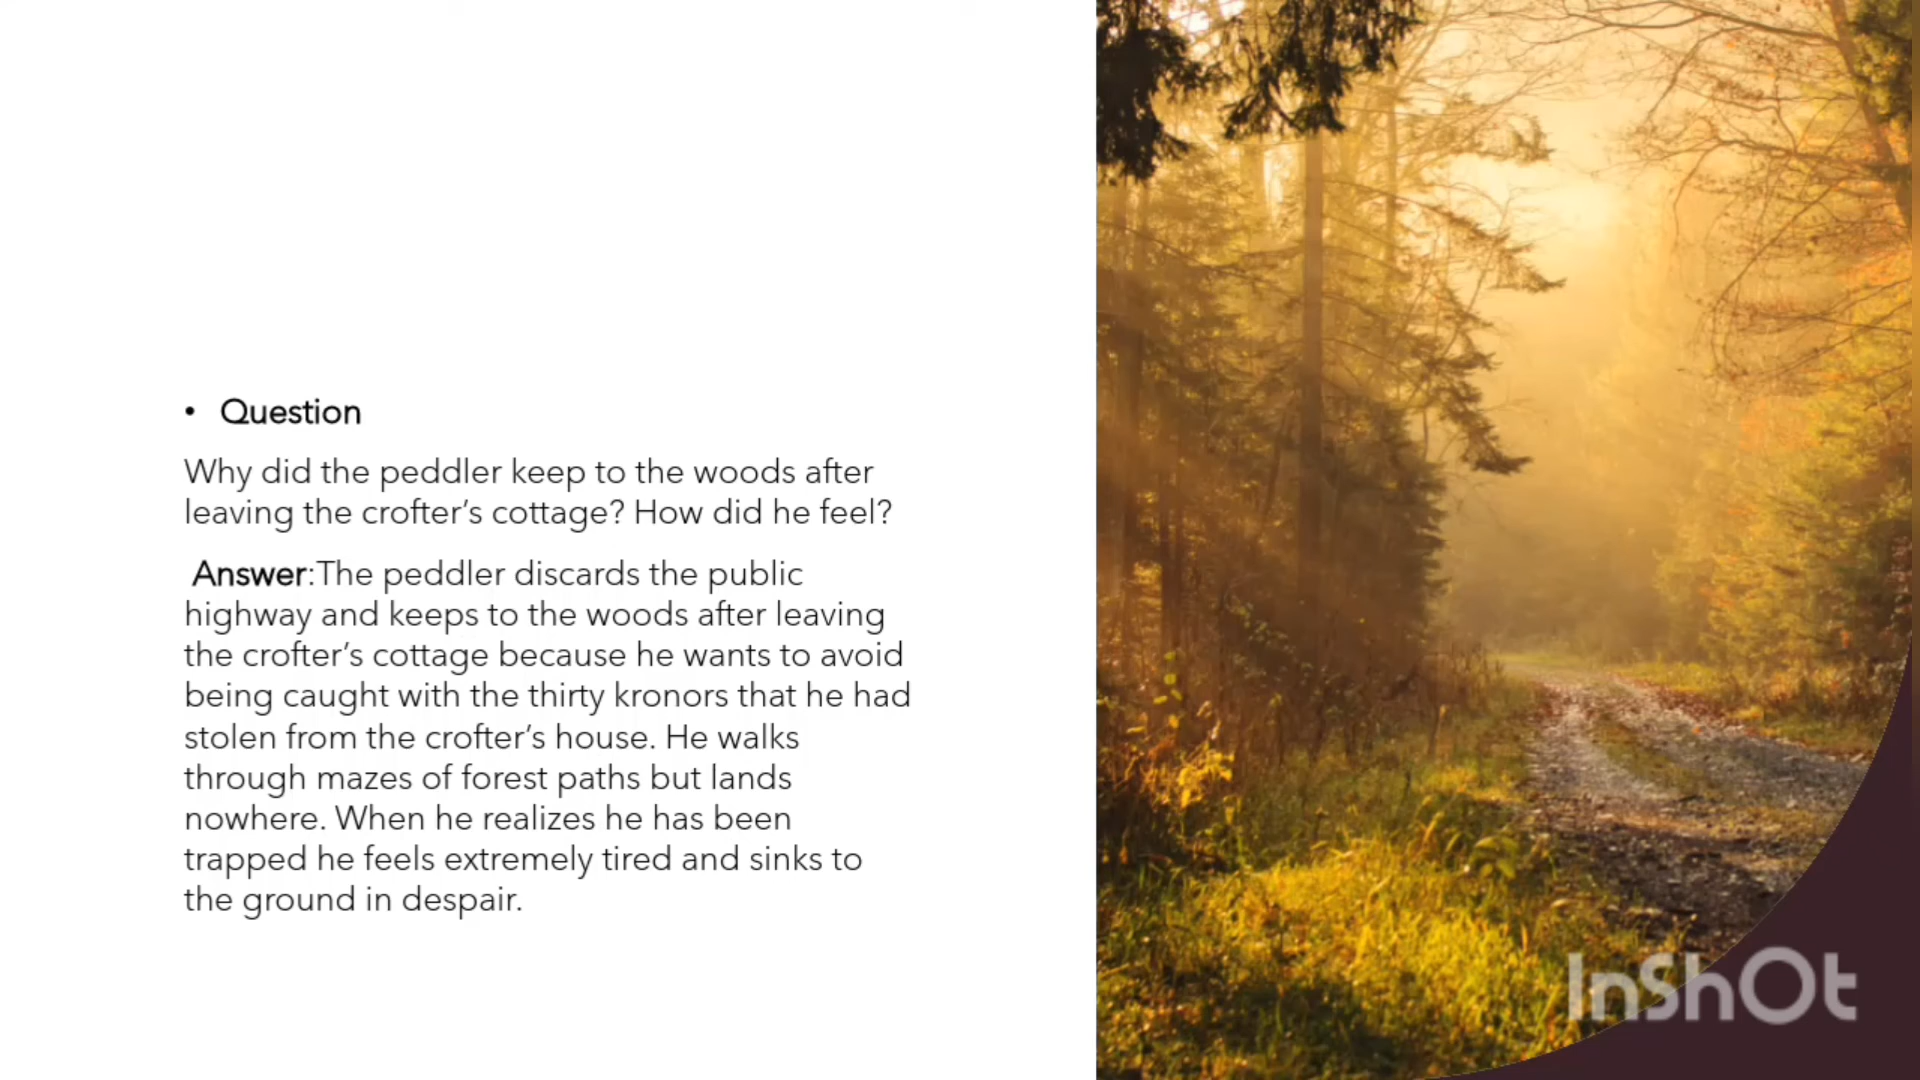 • Question
Why did the peddler keep to the woods after
leaving the crofter’s cottage? How did he feel?
Answer:The peddler discards the public
highway and keeps to the woods after leaving
the crofter’s cottage because he wants to avoid
being caught with the thirty kronors that he had
stolen from the crofter’s house. He walks
through mazes of forest paths but lands
nowhere. When he realizes he has been
trapped he feels extremely tired and sinks to
the ground in despair.
InShOt